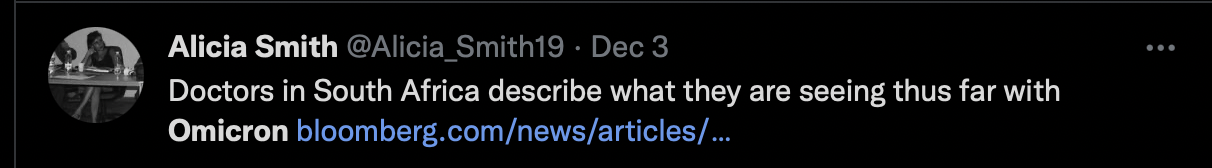 Alicia Smith @Alicia_Smith19 · Dec 3
Doctors in South Africa describe what they are seeing thus far with
Omicron bloomberg.com/news/articles/...